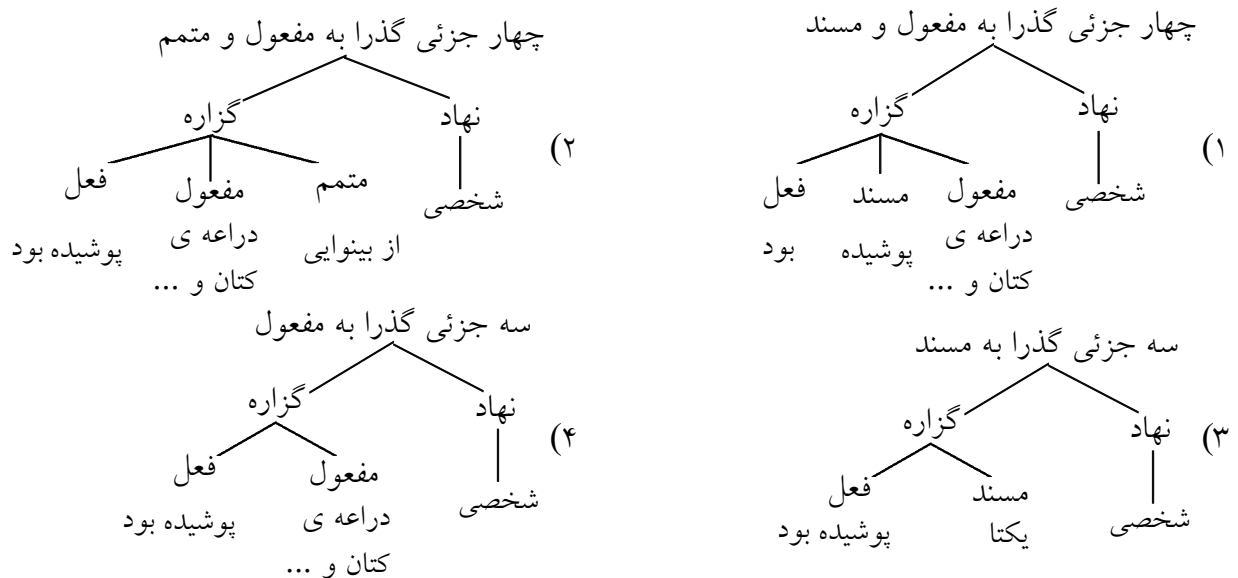 چهار جزئی گذرا به مفعول و مسند
۱)
نهاد
گزاره
شخصی
مفعول
مسند
فعل
دراعه ی
کتان و ...
پوشیده
بود
چهار جزئی گذرا به مفعول و متمم
۲)
نهاد
گزاره
شخصی
متمم
مفعول
فعل
از بینوایی
دراعه ی
کتان و ...
پوشیده بود
سه جزئی گذرا به مسند
۳)
نهاد
گزاره
شخصی
مسند
فعل
یکتا
پوشیده بود
سه جزئی گذرا به مفعول
۴)
نهاد
گزاره
شخصی
مفعول
فعل
دراعه ی
کتان و ...
پوشیده بود